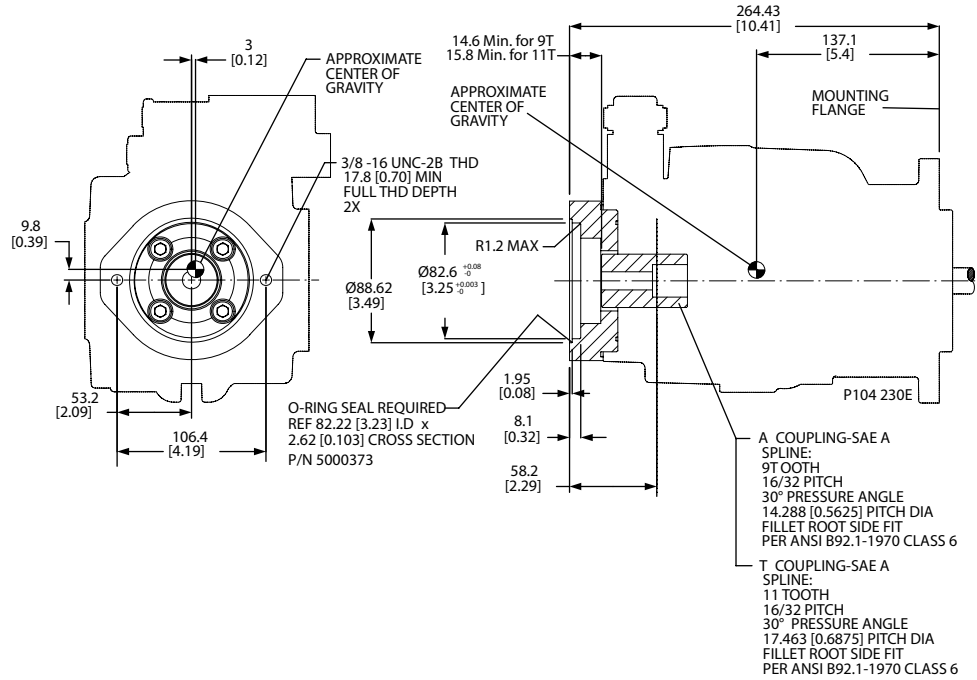 264.43
[10.41]
3
[0.12]
14.6 Min. for 9T
15.8 Min. for 11T
137.1
[5.4]
APPROXIMATE
CENTER OF
GRAVITY
APPROXIMATE
CENTER OF
GRAVITY
MOUNTING
FLANGE
3/8 -16 UNC-2B THD
17.8 [0.70] MIN
FULL THD DEPTH
2X
9.8
[0.39]
R1.2 MAX
Ø82.6 +0.08 -0
[3.25 +0.003 -0 ]
Ø88.62
[3.49]
1.95
[0.08]
P104 230E
53.2
[2.09]
O-RING SEAL REQUIRED
REF 82.22 [3.23] I.D x
2.62 [0.103] CROSS SECTION
P/N 5000373
8.1
[0.32]
106.4
[4.19]
58.2
[2.29]
A COUPLING-SAE A
SPLINE:
9T OOTH
16/32 PITCH
30° PRESSURE ANGLE
14.288 [0.5625] PITCH DIA
FILLET ROOT SIDE FIT
PER ANSI B92.1-1970 CLASS 6
T COUPLING-SAE A
SPLINE:
11 TOOTH
16/32 PITCH
30° PRESSURE ANGLE
17.463 [0.6875] PITCH DIA
FILLET ROOT SIDE FIT
PER ANSI B92.1-1970 CLASS 6